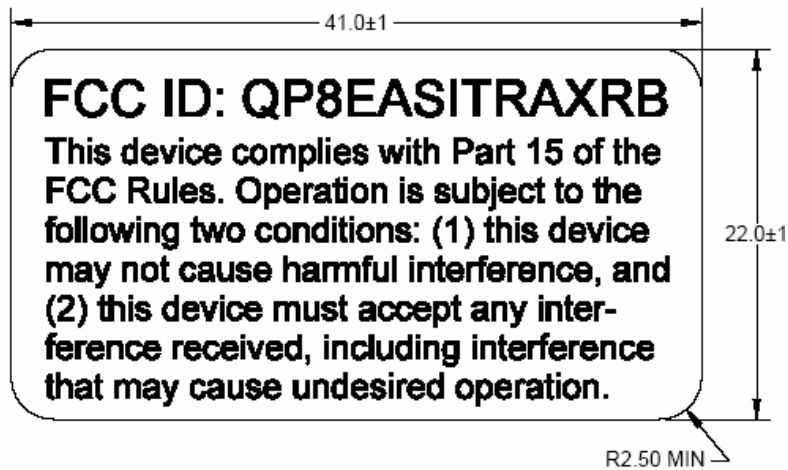 41.0±1
FCC ID: QP8EASITRAXRB
This device complies with Part 15 of the
FCC Rules. Operation is subject to the
following two conditions: (1) this device
may not cause harmful interference, and
(2) this device must accept any inter-
ference received, including interference
that may cause undesired operation.
22.0±1
R2.50 MIN